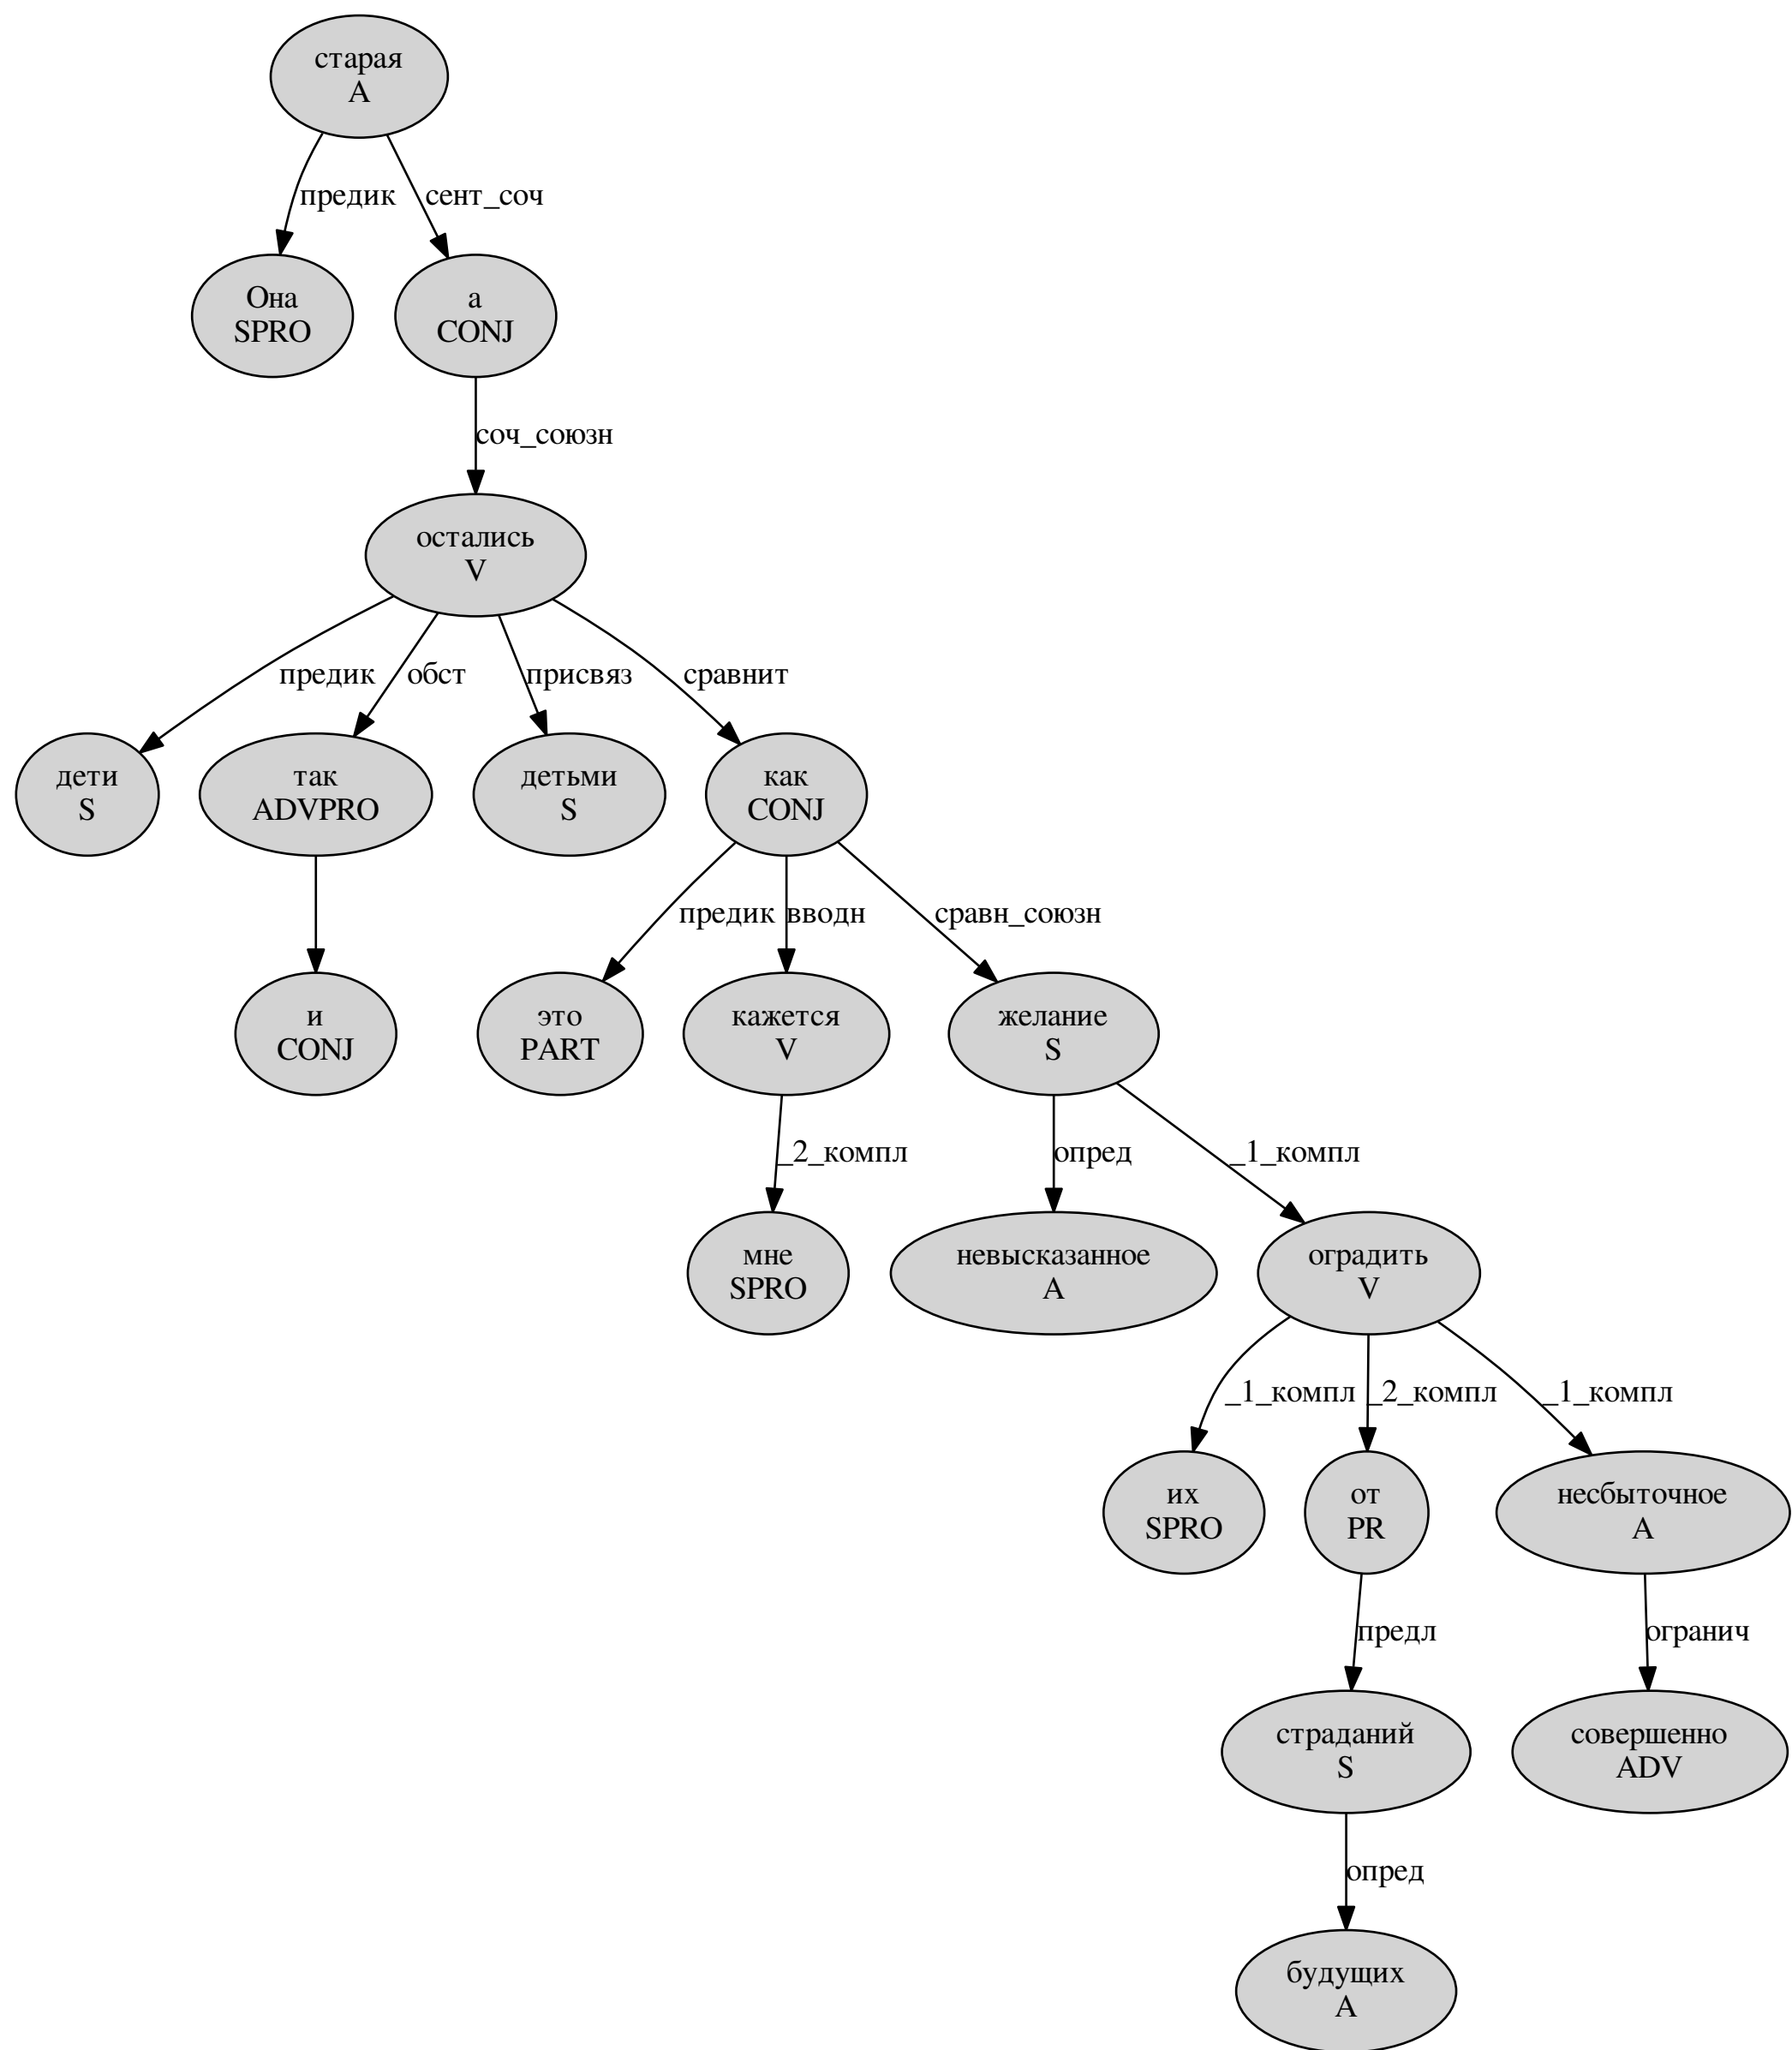 старая
A
предик
сент_соч
Она
SPRO
а
CONJ
соч_союзн
остались
V
предик
обст
присвяз
сравнит
дети
S
так
ADVPRO
детьми
S
как
CONJ
предик
вводн
сравн_союзн
и
CONJ
это
PART
кажется
V
желание
S
_2_компл
опред
_1_компл
мне
SPRO
невысказанное
A
оградить
V
_1_компл
_2_компл
_1_компл
их
SPRO
от
PR
несбыточное
A
предл
огранич
страданий
S
совершенно
ADV
опред
будущих
A